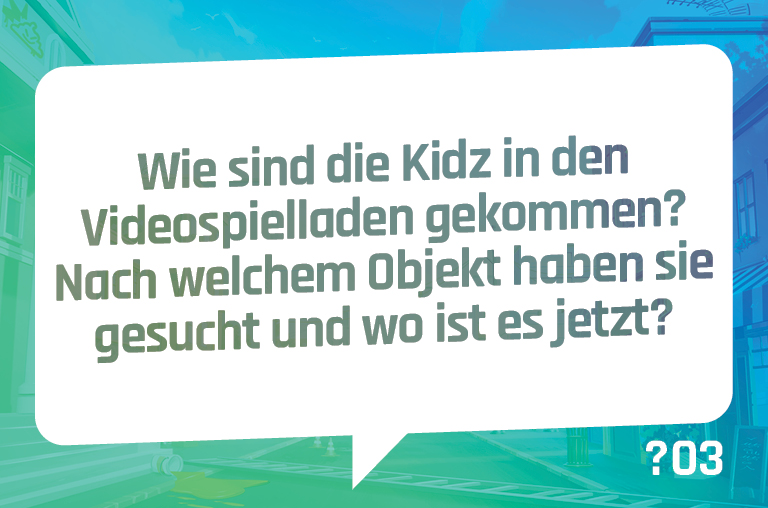 Wie sind die Kidz in den
Videospielladen gekommen?
Nach welchem Objekt haben sie
gesucht und wo ist es jetzt?
?03